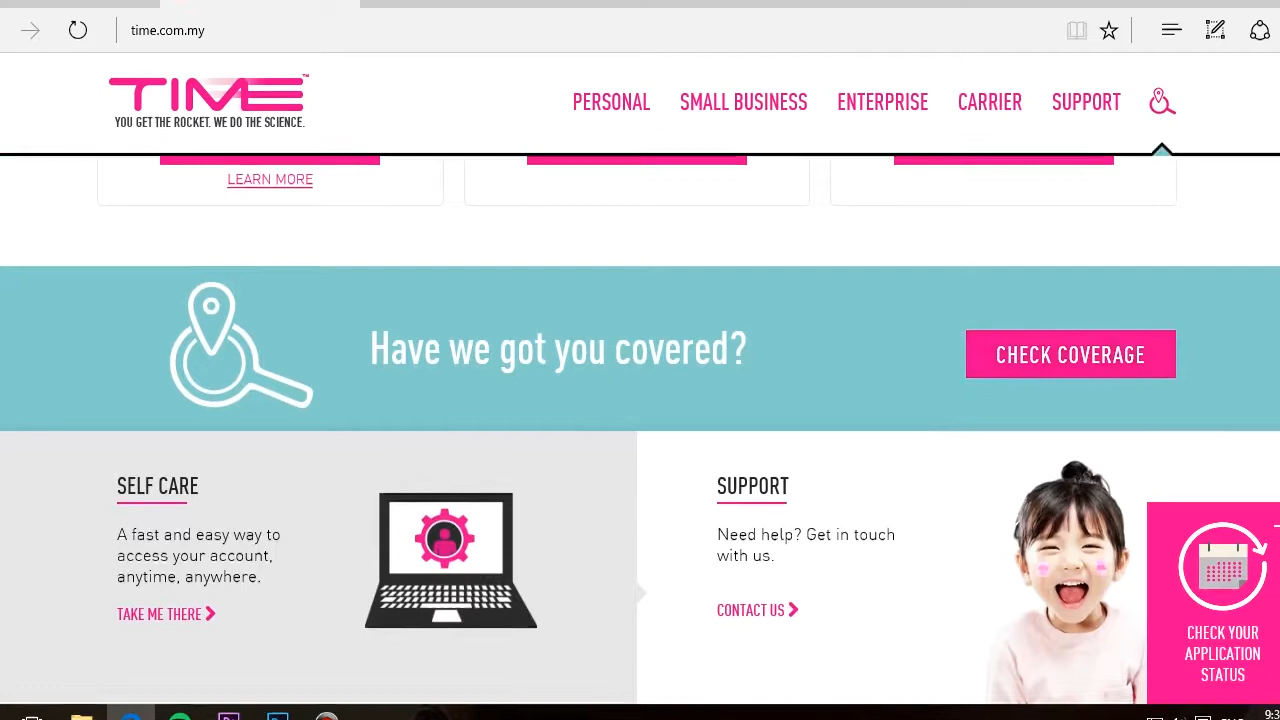 time.com.my
TIME™
YOU GET THE ROCKET. WE DO THE SCIENCE.
PERSONAL SMALL BUSINESS ENTERPRISE CARRIER SUPPORT
LEARN MORE
Have we got you covered?
CHECK COVERAGE
SELF CARE
A fast and easy way to
access your account,
anytime, anywhere.
TAKE ME THERE
SUPPORT
Need help? Get in touch
with us.
CONTACT US
CHECK YOUR
APPLICATION
STATUS